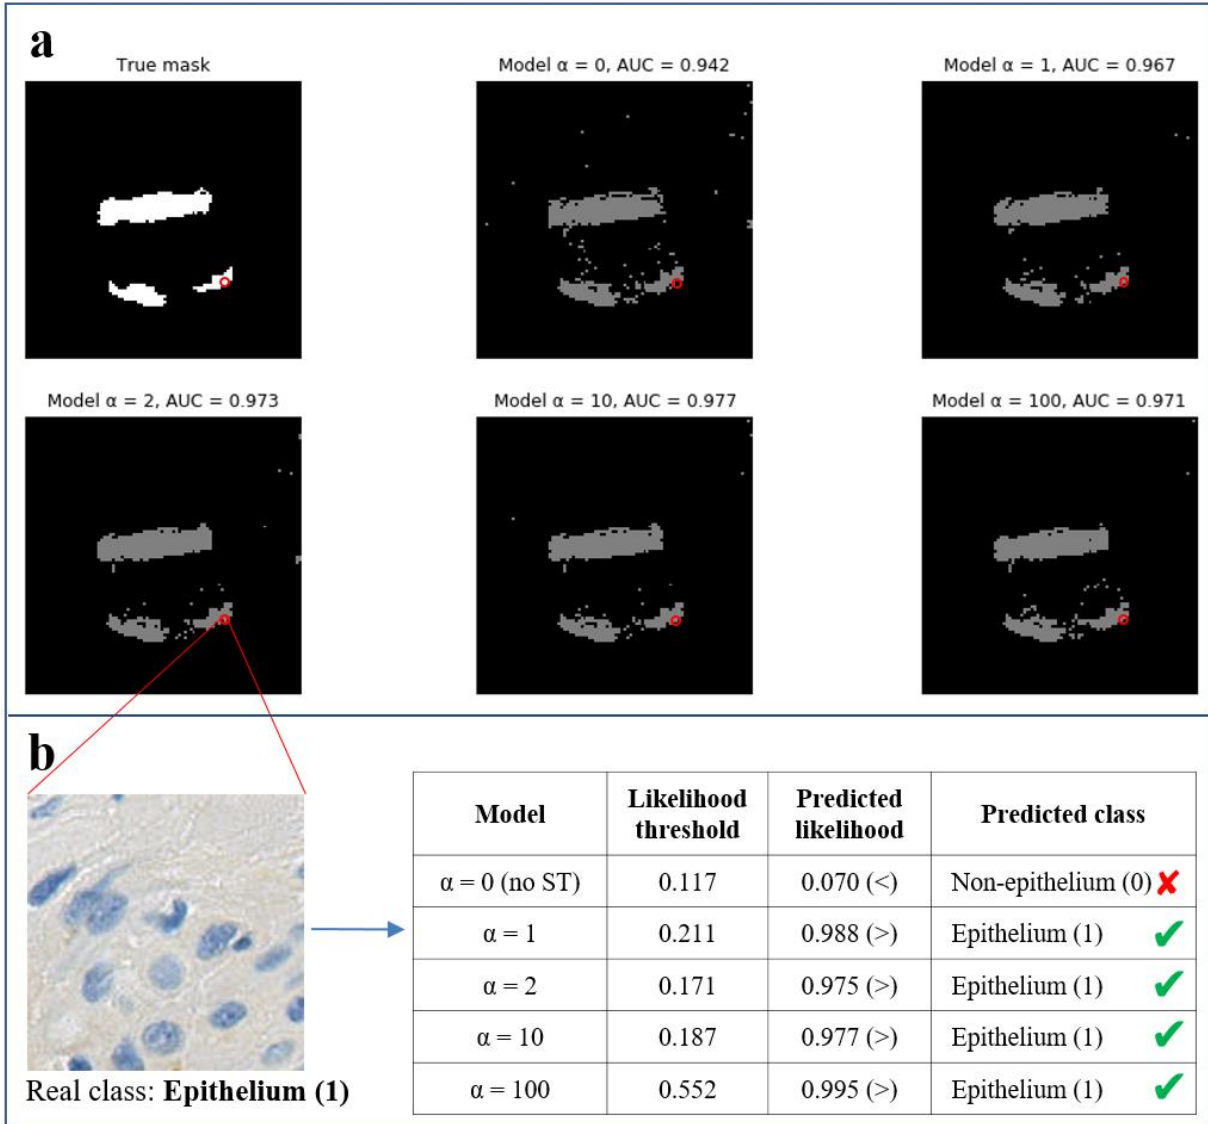 a
True mask
Model α = 0, AUC = 0.942
Model α = 1, AUC = 0.967
Model α = 2, AUC = 0.973
Model α = 10, AUC = 0.977
Model α = 100, AUC = 0.971
b
Real class: Epithelium (1)
Model
Likelihood
threshold
Predicted
likelihood
Predicted class
α = 0 (no ST)
0.117
0.070 (<)
Non-epithelium (0) ✘
α = 1
0.211
0.988 (>)
Epithelium (1) ✔
α = 2
0.171
0.975 (>)
Epithelium (1) ✔
α = 10
0.187
0.977 (>)
Epithelium (1) ✔
α = 100
0.552
0.995 (>)
Epithelium (1) ✔